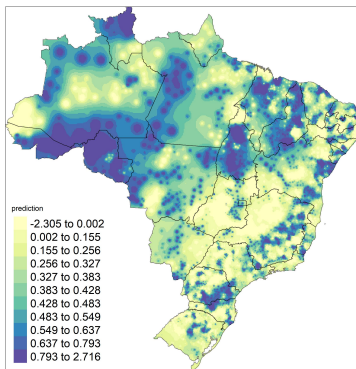 prediction
-2.305 to 0.002
0.002 to 0.155
0.155 to 0.256
0.256 to 0.327
0.327 to 0.383
0.383 to 0.428
0.428 to 0.483
0.483 to 0.549
0.549 to 0.637
0.637 to 0.793
0.793 to 2.716